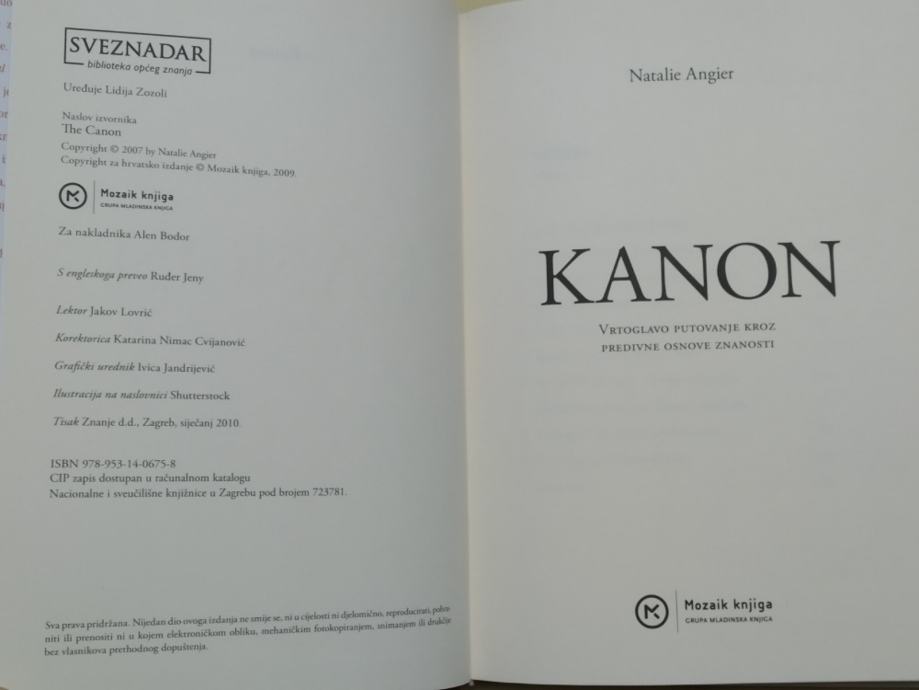 SVEZNADAR
biblioteka općeg znanja
Uređuje Lidija Zozoli
Naslov izvornika
The Canon
Copyright © 2007 by Natalie Angier
Copyright za hrvatsko izdanje © Mozaik knjiga, 2009.
Mozaik knjiga
GRUPA MLADINSKA KNJIGA
Za nakladnika Alen Bodor
S engleskoga preveo Ruđer Jeny
Lektor Jakov Lovrić
Korektorica Katarina Nimac Cvijanović
Grafički urednik Ivica Jandrijević
Ilustracija na naslovnici Shutterstock
Tisak Znanje d.d., Zagreb, siječanj 2010.
ISBN 978-953-14-0675-8
CIP zapis dostupan u računalnom katalogu
Nacionalne i sveučilišne knjižnice u Zagrebu pod brojem 723781.
Sva prava pridržana. Nijedan dio ovoga izdanja ne smije se, ni u cijelosti ni djelomično, reproducirati, pohra-
niti ili prenositi ni u kojem elektroničkom obliku, mehaničkim fotokopiranjem, snimanjem ili drukčije
bez vlasnikova prethodnog dopuštenja.
Natalie Angier
KANON
VRTOGLAVO PUTOVANJE KROZ
PREDIVNE OSNOVE ZNANOSTI
Mozaik knjiga
GRUPA MLADINSKA KNJIGA